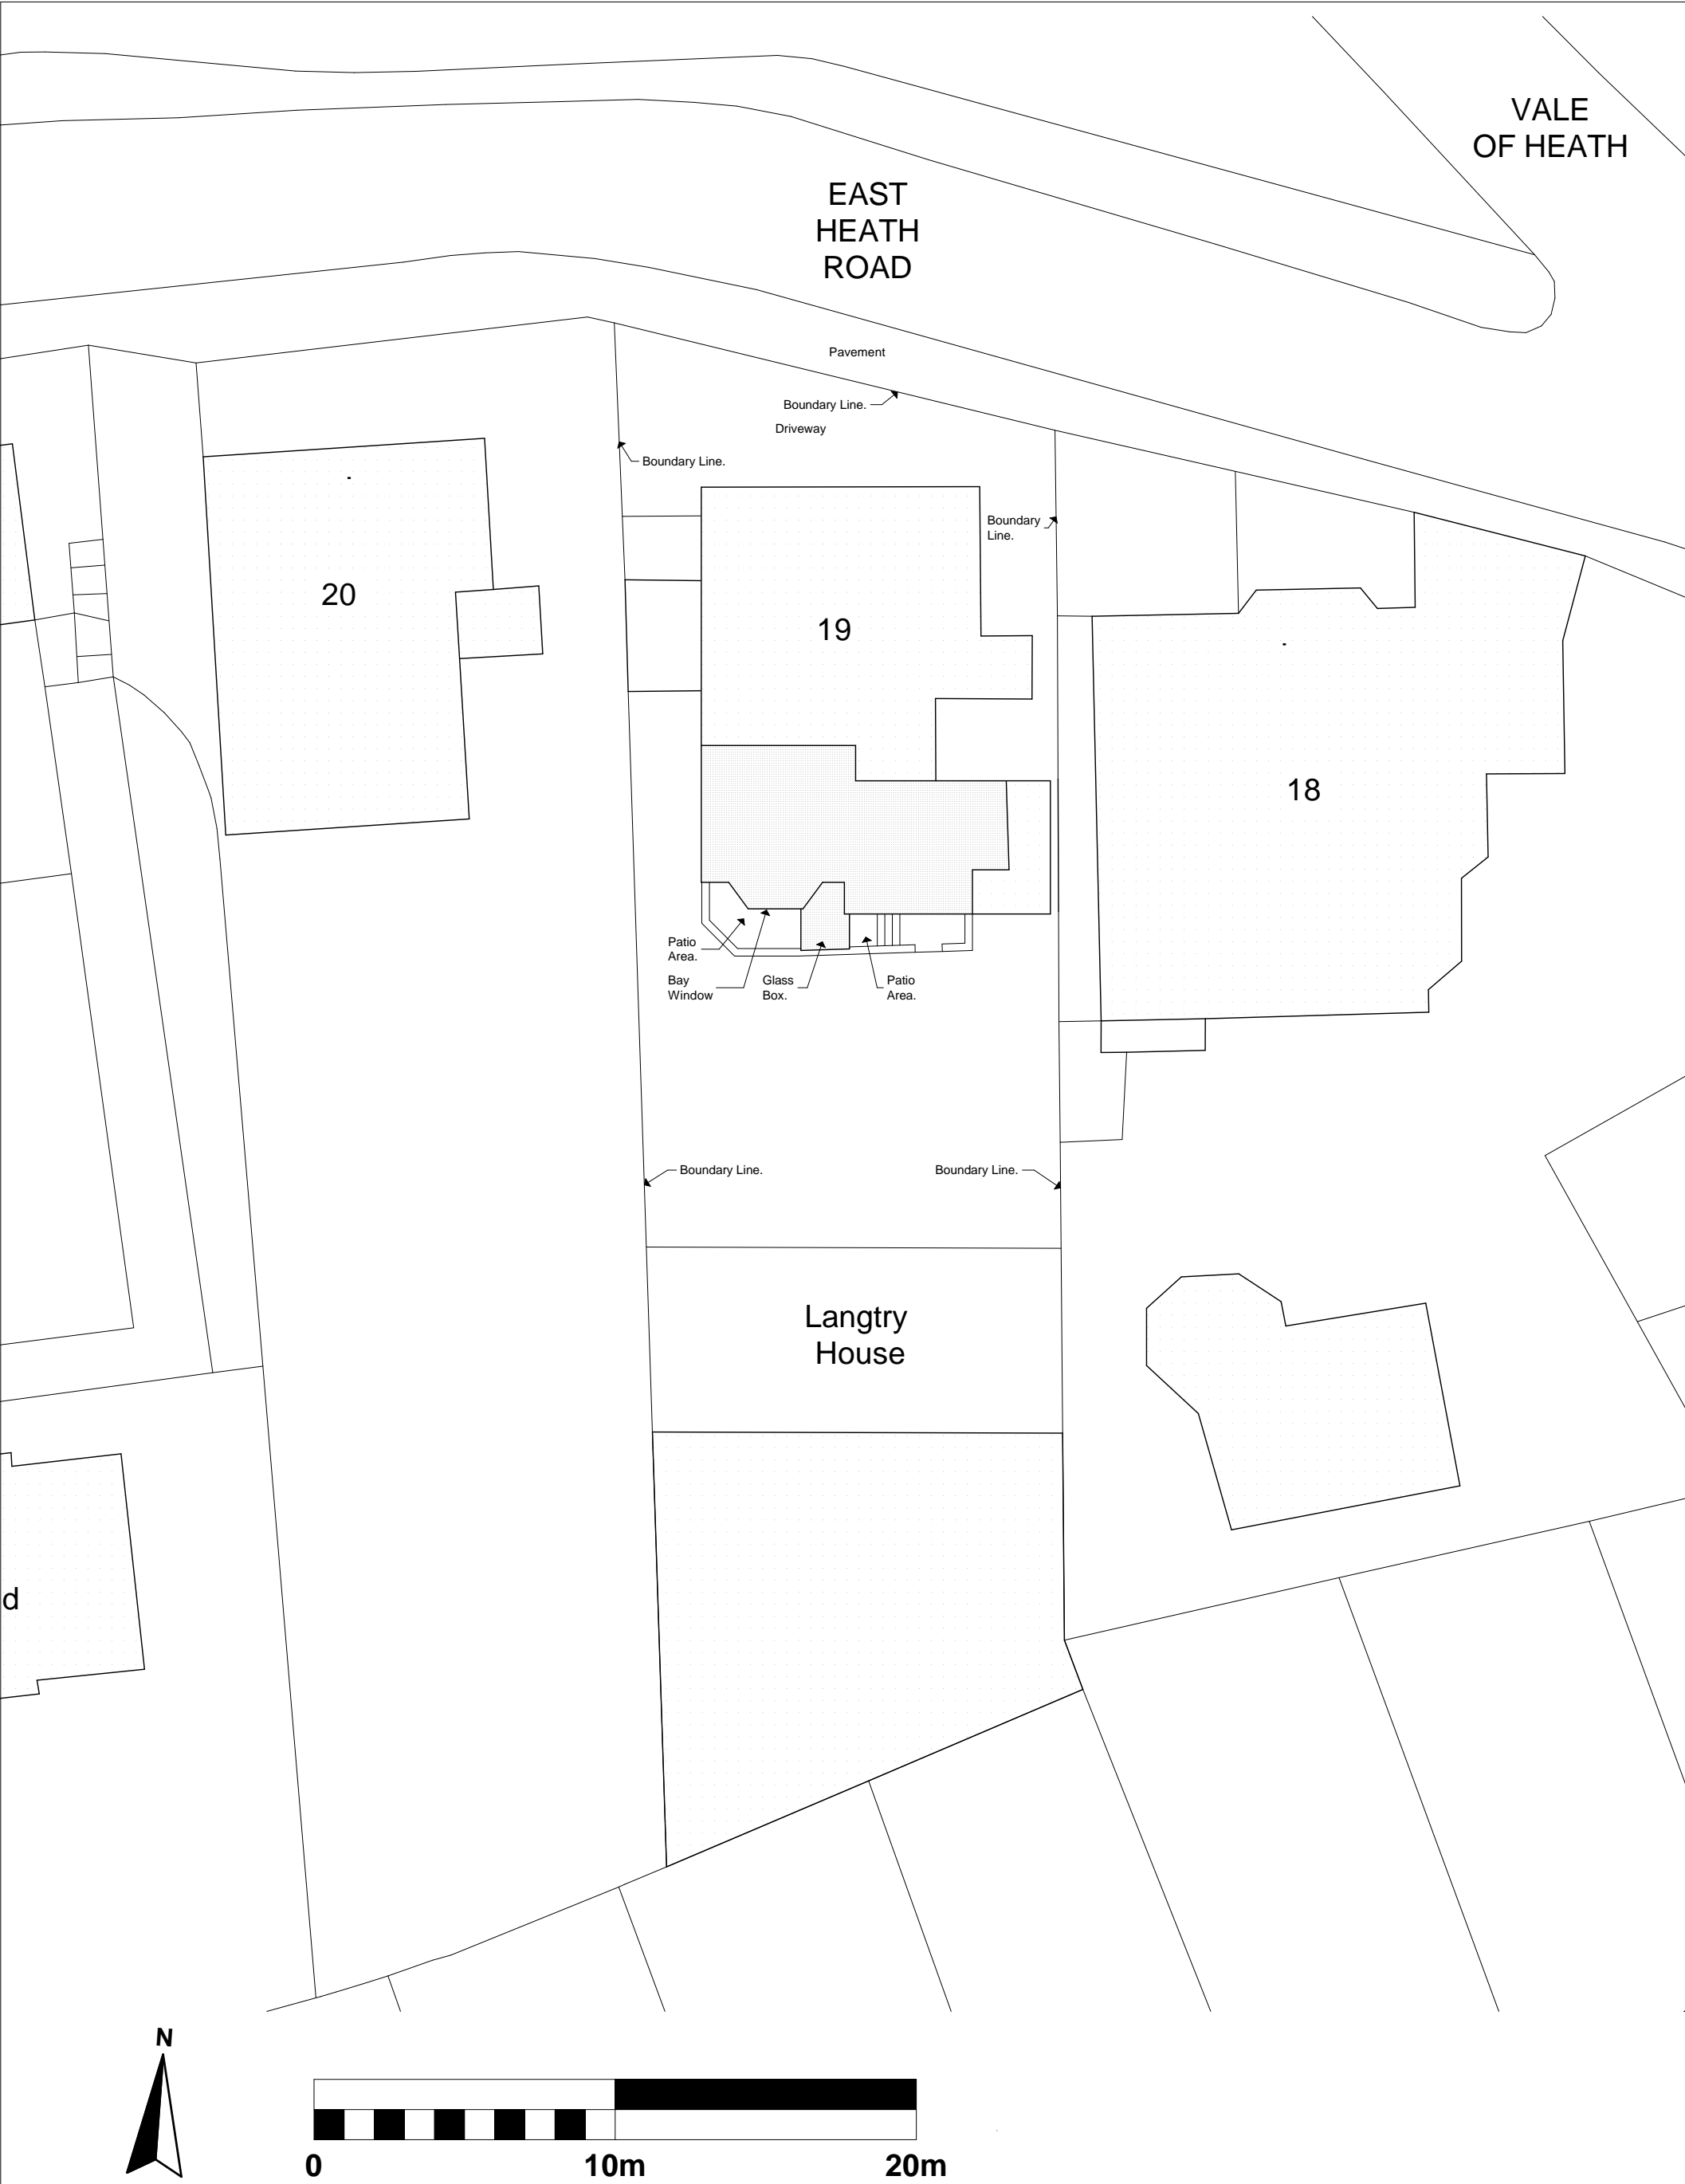 VALE
OF HEATH
EAST
HEATH
ROAD
Pavement
Boundary Line.
Driveway
Boundary Line.
Boundary
Line.
20
19
18
Patio
Area.
Bay
Window
Glass
Box.
Patio
Area.
Boundary Line.
Boundary Line.
Langtry
House
d
N
0
10m
20m